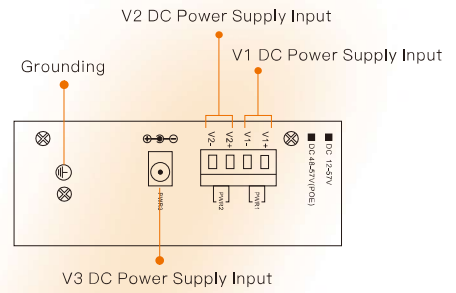 V2 DC Power Supply Input
V1 DC Power Supply Input
Grounding
V2-
V2+
V1-
V1+
DC 48-57V(POE)
DC 12-57V
PWR3
PWR2
PWR1
V3 DC Power Supply Input